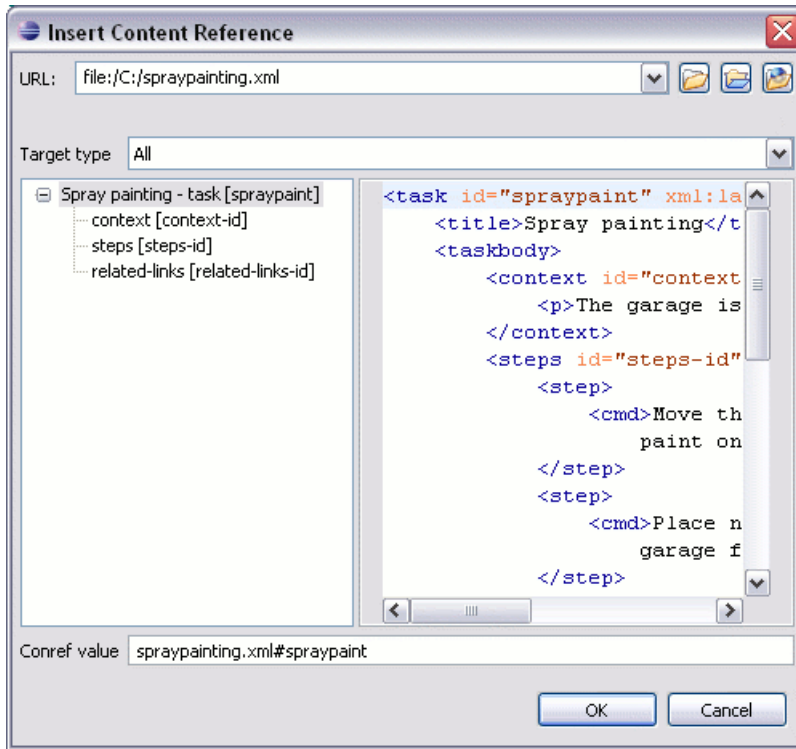 Insert Content Reference
URL: file:/C:/spraypainting.xml
Target type All
Spray painting - task [spraypaint]
context [context-id]
steps [steps-id]
related-links [related-links-id]
<task id="spraypaint" xml:la
<title>Spray painting</t
<taskbody>
<context id="context
<p>The garage is
</context>
<steps id="steps-id"
<step>
<cmd>Move th
paint on
</step>
<step>
<cmd>Place n
garage f
</step>
Conref value spraypainting.xml#spraypaint
OK Cancel